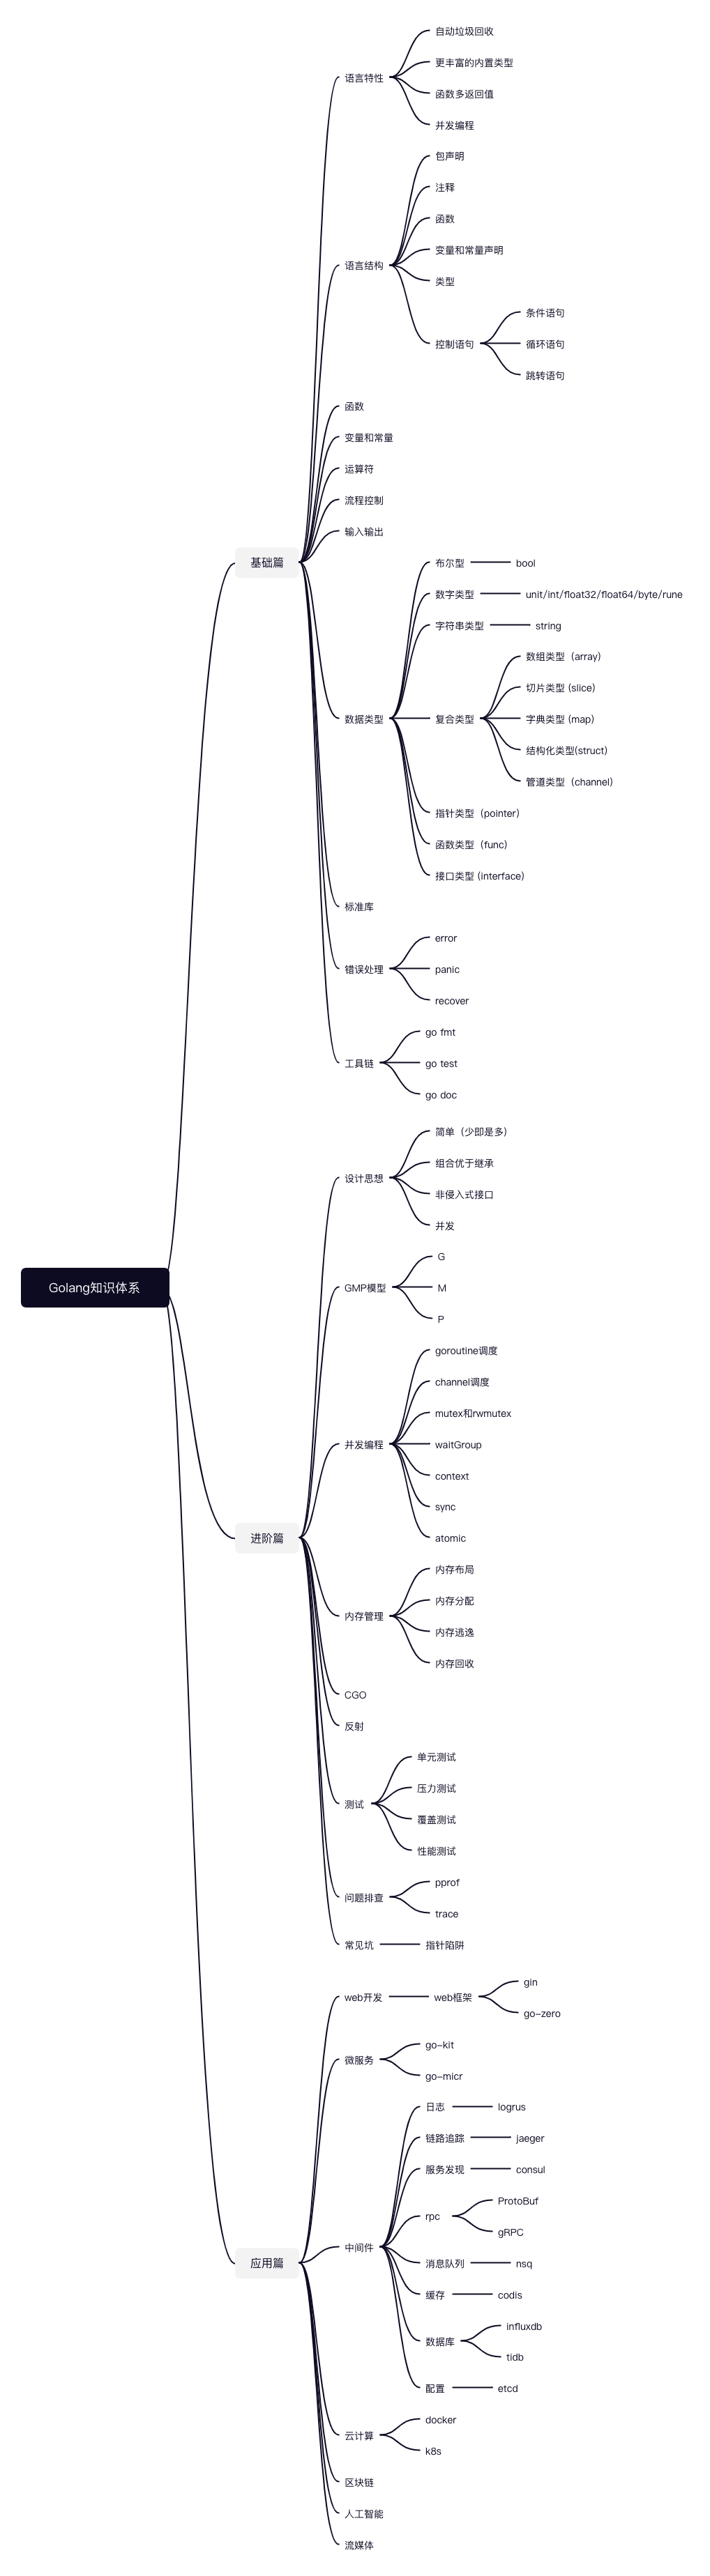 自动垃圾回收
更丰富的内置类型
语言特性
函数多返回值
并发编程
包声明
注释
函数
变量和常量声明
语言结构
类型
条件语句
控制语句
循环语句
跳转语句
函数
变量和常量
运算符
流程控制
输入输出
基础篇
布尔型
bool
数字类型
unit/int/float32/float64/byte/rune
字符串类型
string
数组类型（array）
切片类型 (slice)
数据类型
复合类型
字典类型 (map)
结构化类型(struct)
管道类型（channel）
指针类型（pointer）
函数类型（func）
接口类型 (interface)
标准库
error
错误处理
panic
recover
go fmt
工具链
go test
go doc
简单（少即是多）
组合优于继承
设计思想
非侵入式接口
并发
G
Golang知识体系
GMP模型
M
P
goroutine调度
channel调度
mutex和rwmutex
并发编程
waitGroup
context
sync
进阶篇
atomic
内存布局
内存分配
内存管理
内存逃逸
内存回收
CGO
反射
单元测试
压力测试
测试
覆盖测试
性能测试
pprof
问题排查
trace
常见坑
指针陷阱
gin
web开发
web框架
go-zero
go-kit
微服务
go-micr
日志
logrus
链路追踪
jaeger
服务发现
consul
ProtoBuf
rpc
gRPC
中间件
应用篇
消息队列
nsq
缓存
codis
influxdb
数据库
tidb
配置
etcd
docker
云计算
k8s
区块链
人工智能
流媒体